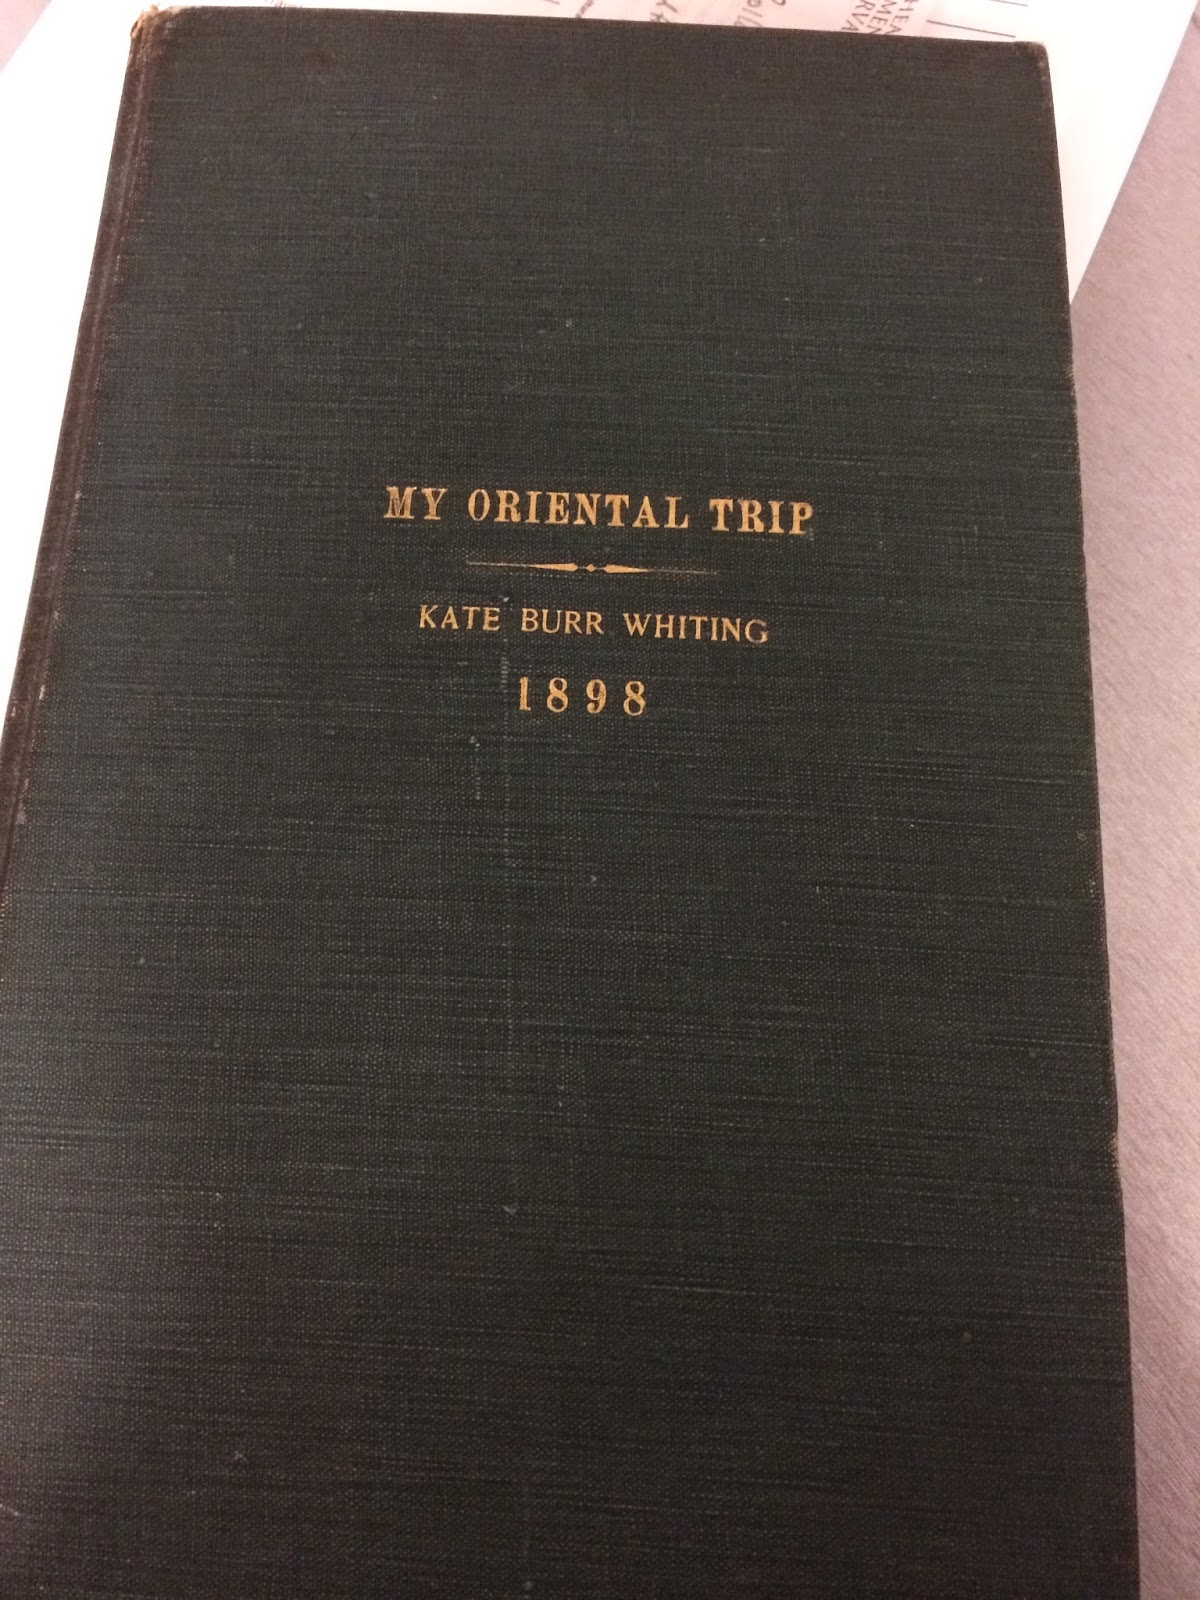 MY ORIENTAL TRIP
KATE BURR WHITING
1898